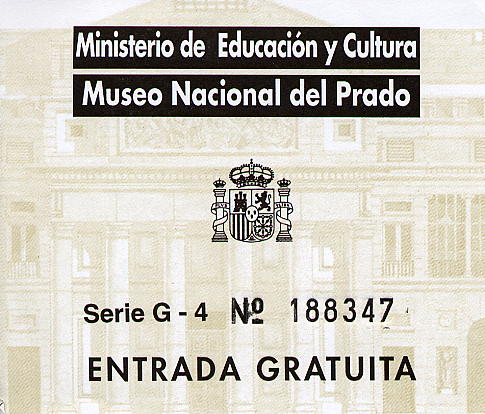 Ministerio de Educación y Cultura
Museo Nacional del Prado
Serie G - 4 Nº 188347
ENTRADA GRATUITA